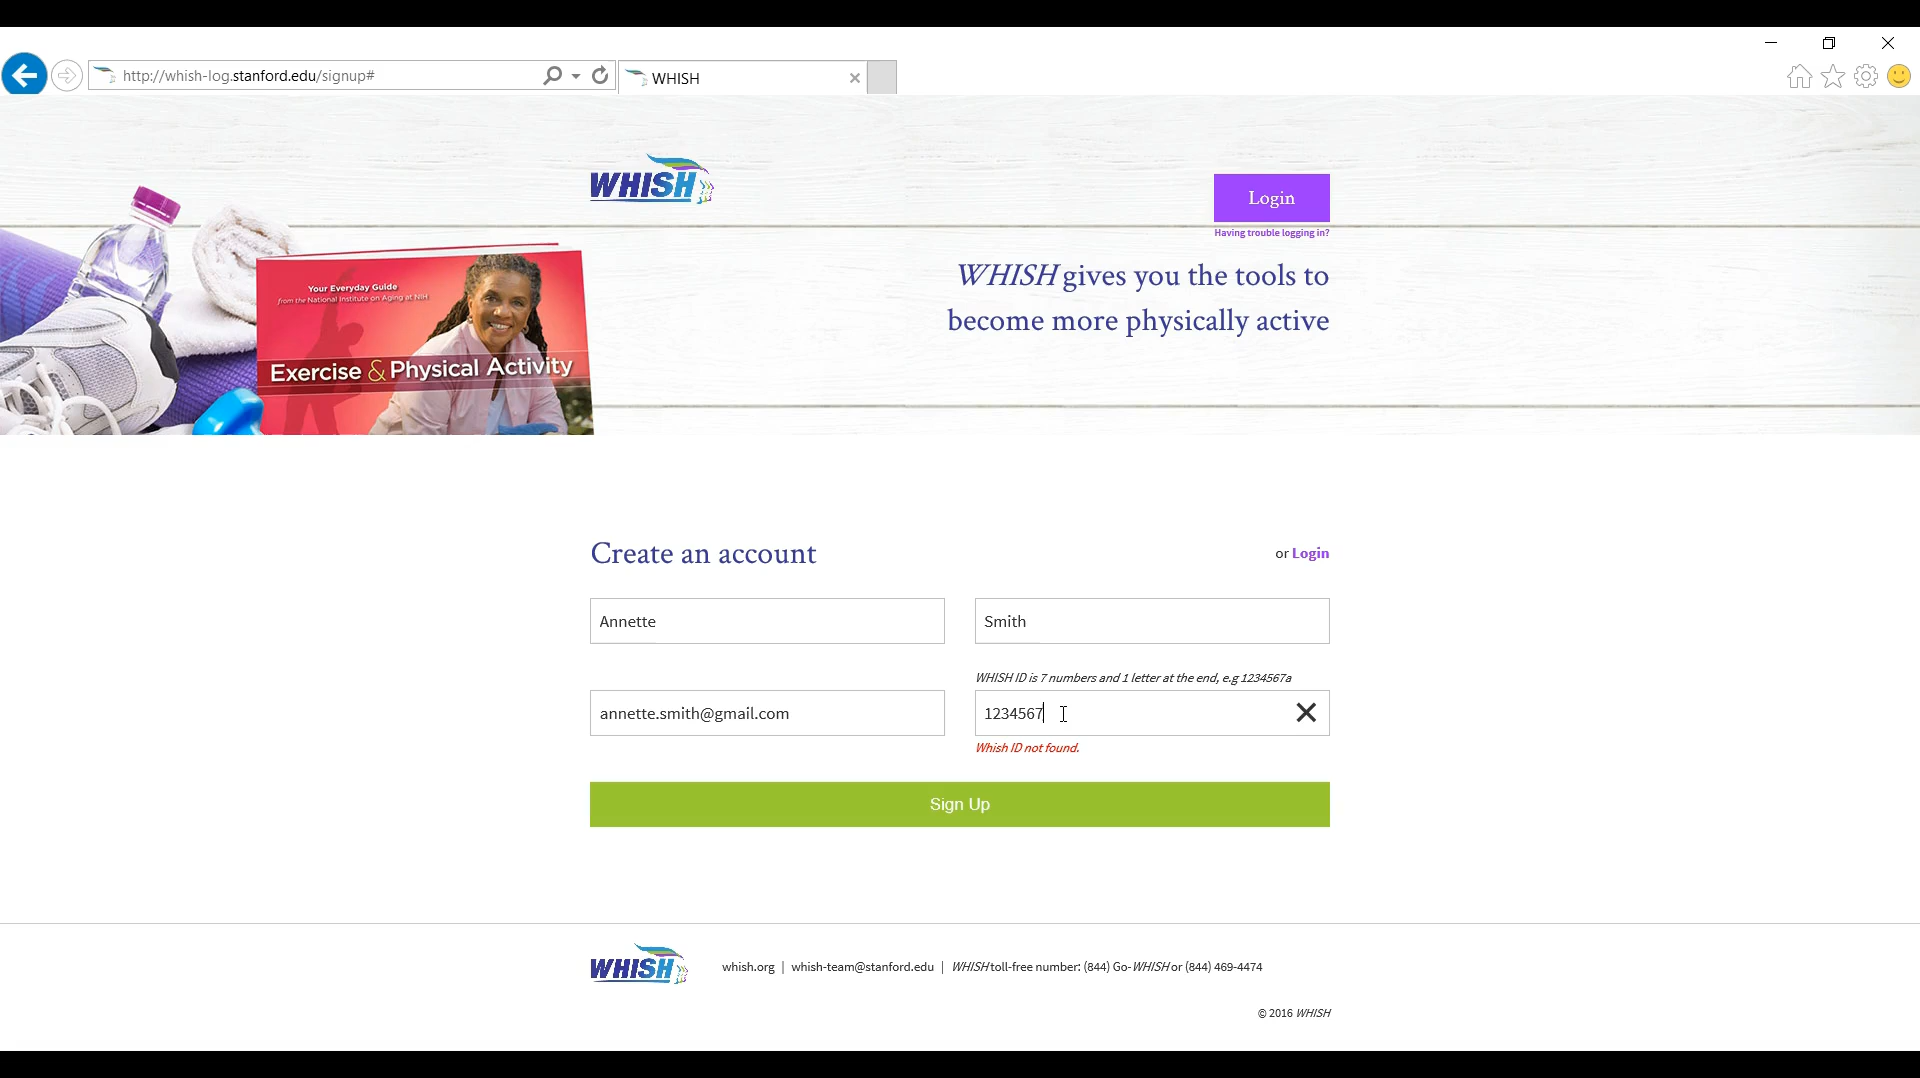 http://whish-log.stanford.edu/signup#
WHISH
WHISH
Login
Having trouble logging in?
WHISH gives you the tools to
become more physically active
Your Everyday Guide
from the National Institute on Aging at NIH
Exercise & Physical Activity
Create an account
or Login
Annette
Smith
WHISH ID is 7 numbers and 1 letter at the end, e.g 1234567a
annette.smith@gmail.com
1234567
Whish ID not found.
Sign Up
WHISH
whish.org | whish-team@stanford.edu | WHISH toll-free number: (844) Go-WHISH or (844) 469-4474
© 2016 WHISH